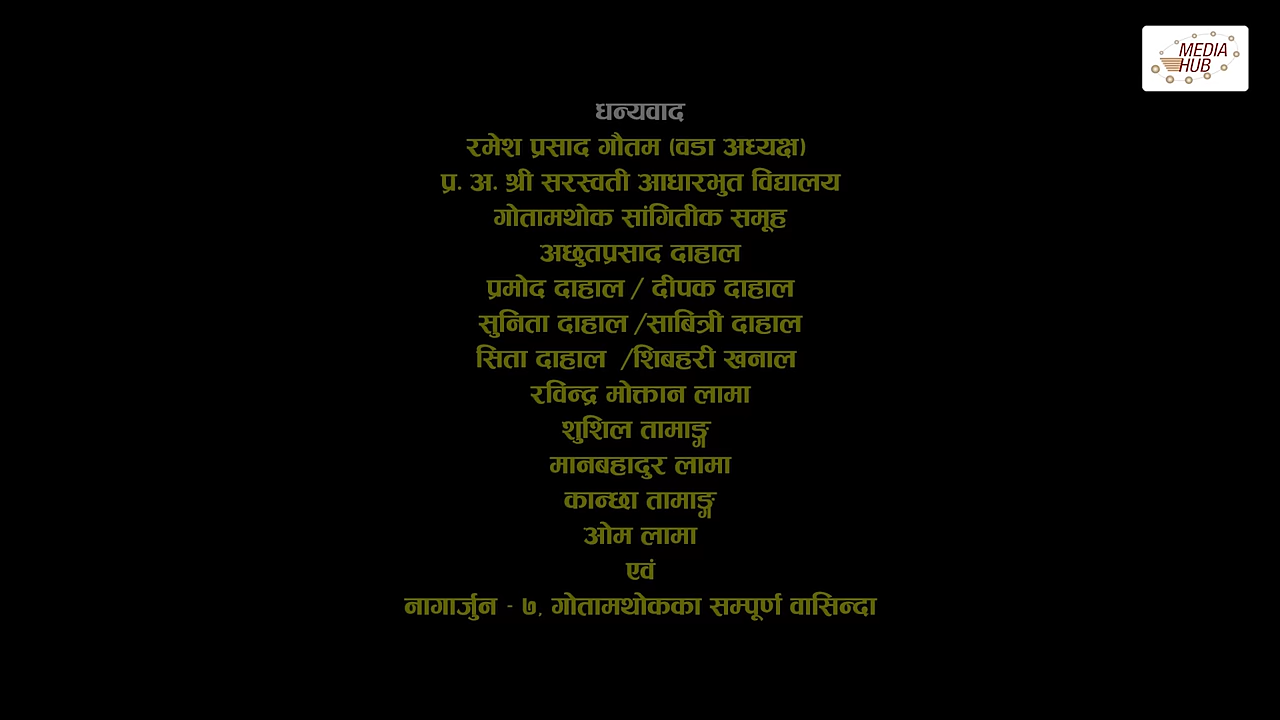 MEDIA
HUB
धन्यवाद
रमेश प्रसाद गौतम (वडा अध्यक्ष)
प्र. अ. श्री सरस्वती आधारभुत विद्यालय
गोतामथोक सांगितीक समूह
अछुतप्रसाद दाहाल
प्रमोद दाहाल / दीपक दाहाल
सुनिता दाहाल /साबित्री दाहाल
सिता दाहाल /शिबहरी खनाल
रविन्द्र मोक्तान लामा
शुशिल तामाङ्ग
मानबहादुर लामा
कान्छा तामाङ्ग
ओम लामा
एवं
नागार्जुन - ७, गोतामथोकका सम्पूर्ण वासिन्दा